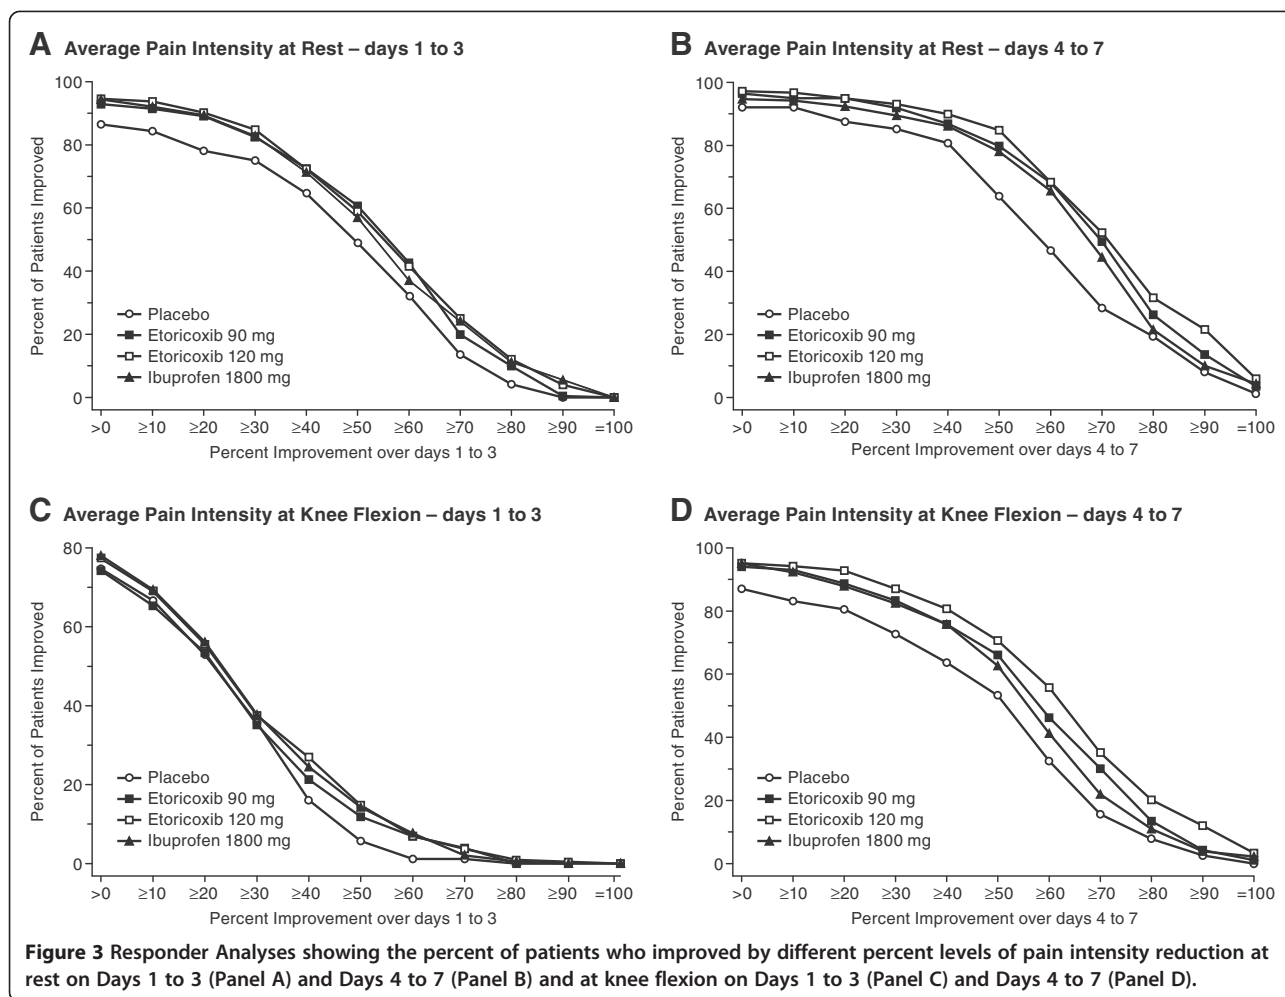 A Average Pain Intensity at Rest – days 1 to 3
Percent of Patients Improved
100
80
60
40
20
0
Placebo
Etoricoxib 90 mg
Etoricoxib 120 mg
Ibuprofen 1800 mg
>0 ≥10 ≥20 ≥30 ≥40 ≥50 ≥60 ≥70 ≥80 ≥90 =100
Percent Improvement over days 1 to 3
B Average Pain Intensity at Rest – days 4 to 7
Percent of Patients Improved
100
80
60
40
20
0
Placebo
Etoricoxib 90 mg
Etoricoxib 120 mg
Ibuprofen 1800 mg
>0 ≥10 ≥20 ≥30 ≥40 ≥50 ≥60 ≥70 ≥80 ≥90 =100
Percent Improvement over days 4 to 7
C Average Pain Intensity at Knee Flexion – days 1 to 3
Percent of Patients Improved
80
60
40
20
0
Placebo
Etoricoxib 90 mg
Etoricoxib 120 mg
Ibuprofen 1800 mg
>0 ≥10 ≥20 ≥30 ≥40 ≥50 ≥60 ≥70 ≥80 ≥90 =100
Percent Improvement over days 1 to 3
D Average Pain Intensity at Knee Flexion – days 4 to 7
Percent of Patients Improved
100
80
60
40
20
0
Placebo
Etoricoxib 90 mg
Etoricoxib 120 mg
Ibuprofen 1800 mg
>0 ≥10 ≥20 ≥30 ≥40 ≥50 ≥60 ≥70 ≥80 ≥90 =100
Percent Improvement over days 4 to 7
Figure 3 Responder Analyses showing the percent of patients who improved by different percent levels of pain intensity reduction at
rest on Days 1 to 3 (Panel A) and Days 4 to 7 (Panel B) and at knee flexion on Days 1 to 3 (Panel C) and Days 4 to 7 (Panel D).